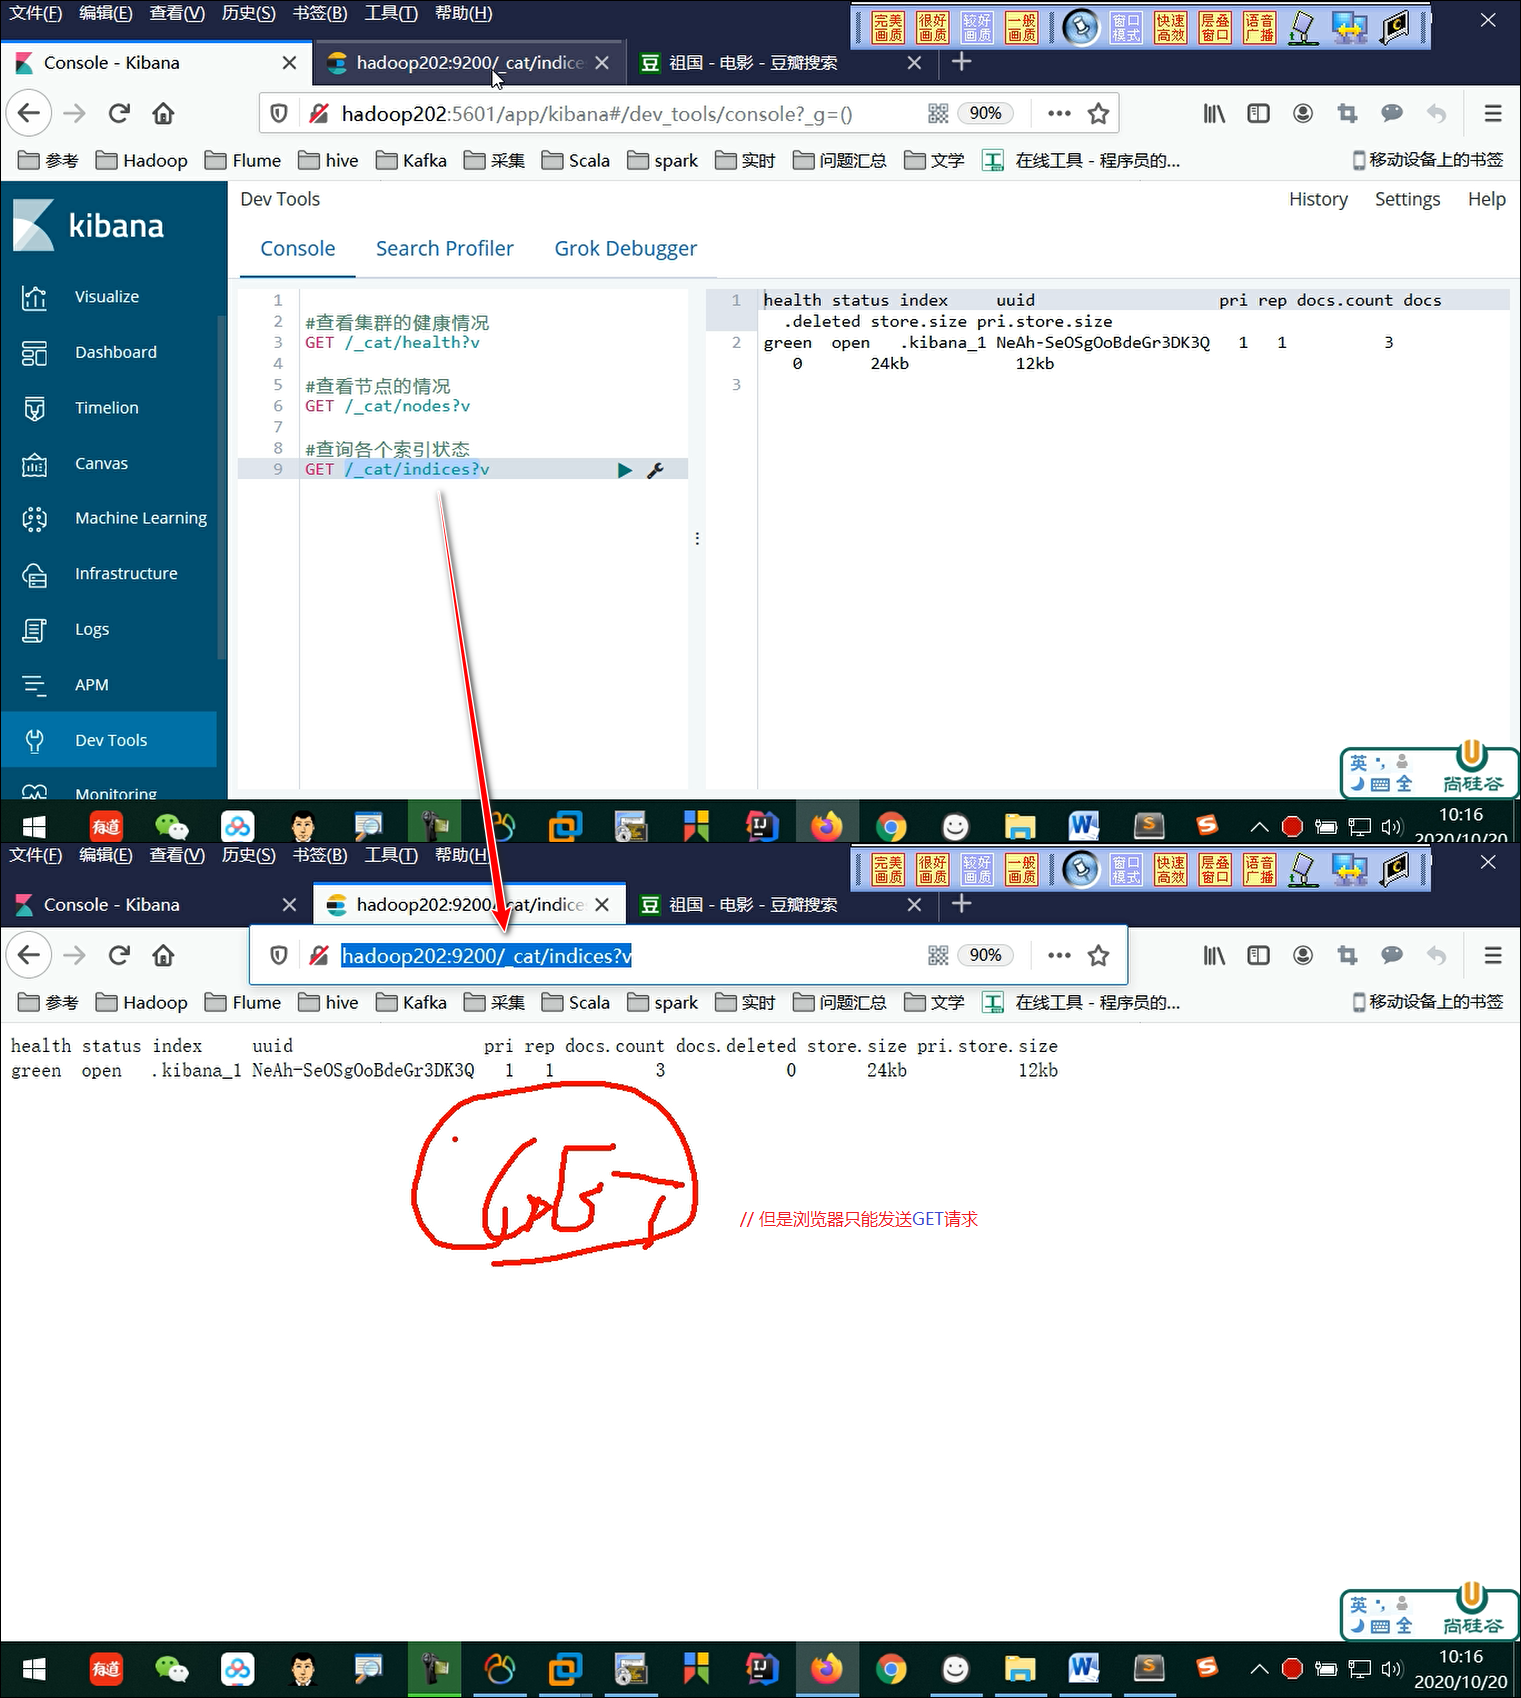 文件(F) 编辑(E) 查看(V) 历史(S) 书签(B) 工具(T) 帮助(H)
完美画质 很好画质 较好画质 一般画质 窗口模式 快速高效 层叠窗口 语音广播
Console - Kibana
hadoop202:9200/_cat/indice
豆 祖国 - 电影 - 豆瓣搜索
hadoop202:5601/app/kibana#/dev_tools/console?_g=()
90%
参考 Hadoop Flume hive Kafka 采集 Scala spark 实时 问题汇总 文学 工 在线工具 - 程序员的... 移动设备上的书签
kibana
Visualize
Dashboard
Timelion
Canvas
Machine Learning
Infrastructure
Logs
APM
Dev Tools
Monitoring
Dev Tools
History Settings Help
Console Search Profiler Grok Debugger
1
2 #查看集群的健康情况
3 GET /_cat/health?v
4
5 #查看节点的情况
6 GET /_cat/nodes?v
7
8 #查询各个索引状态
9 GET /_cat/indices?v
1 health status index uuid pri rep docs.count docs
.deleted store.size pri.store.size
2 green open .kibana_1 NeAh-SeOSgOoBdeGr3DK3Q 1 1 3
0 24kb 12kb
3
英 全 尚硅谷
有道
10:16
2020/10/20
文件(F) 编辑(E) 查看(V) 历史(S) 书签(B) 工具(T) 帮助(H)
完美画质 很好画质 较好画质 一般画质 窗口模式 快速高效 层叠窗口 语音广播
Console - Kibana
hadoop202:9200/_cat/indice
豆 祖国 - 电影 - 豆瓣搜索
hadoop202:9200/_cat/indices?v
90%
参考 Hadoop Flume hive Kafka 采集 Scala spark 实时 问题汇总 文学 工 在线工具 - 程序员的... 移动设备上的书签
health status index uuid pri rep docs.count docs.deleted store.size pri.store.size
green open .kibana_1 NeAh-SeOSgOoBdeGr3DK3Q 1 1 3 0 24kb 12kb
GET
// 但是浏览器只能发送GET请求
英 全 尚硅谷
有道
10:16
2020/10/20